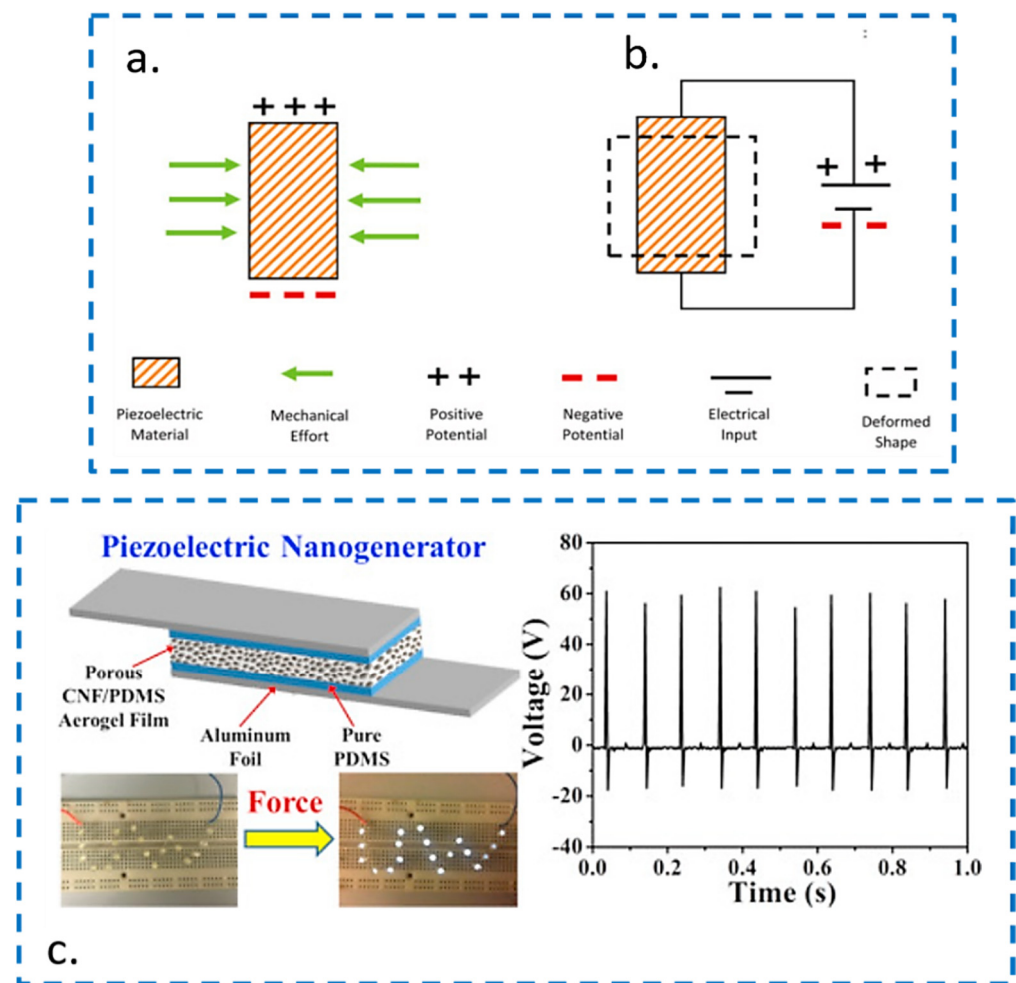 a.
b.
:
+ + +
− − −
+ +
− −
+ +
− −
Piezoelectric
Material
Mechanical
Effort
Positive
Potential
Negative
Potential
Electrical
Input
Deformed
Shape
Piezoelectric Nanogenerator
Porous
CNF/PDMS
Aerogel Film
Aluminum
Foil
Pure
PDMS
Force
Voltage (V)
80
60
40
20
0
-20
-40
0.0 0.2 0.4 0.6 0.8 1.0
Time (s)
c.